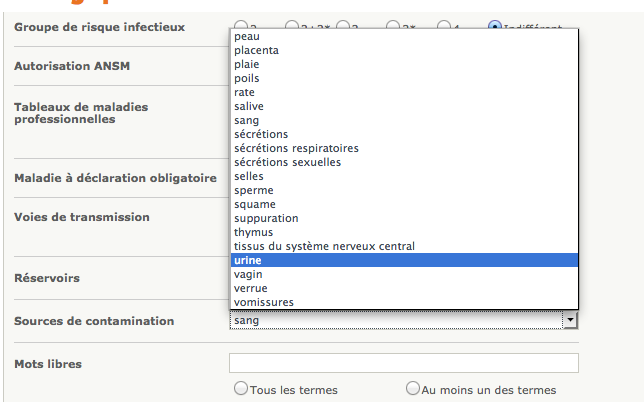 Groupe de risque infectieux
peau
placenta
Autorisation ANSM
plaie
poils
rate
Tableaux de maladies
professionnelles
salive
sang
sécrétions
sécrétions respiratoires
sécrétions sexuelles
Maladie à déclaration obligatoire
selles
sperme
squame
Voies de transmission
suppuration
thymus
tissus du système nerveux central
urine
Réservoirs
vagin
verrue
vomissures
Sources de contamination
sang
Mots libres
Tous les termes
Au moins un des termes